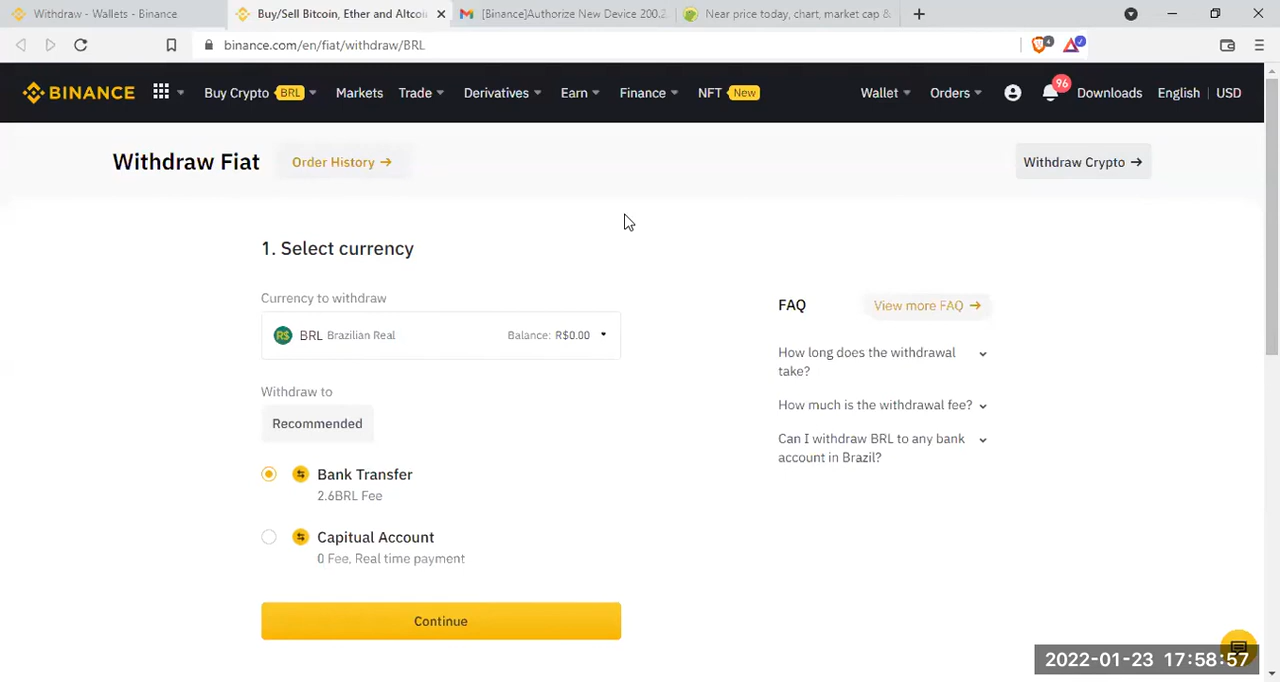 Withdraw - Wallets - Binance
Buy/Sell Bitcoin, Ether and Altcoi
[Binance]Authorize New Device 200.2
Near price today, chart, market cap &
binance.com/en/fiat/withdraw/BRL
4
BINANCE
Buy Crypto BRL
Markets
Trade
Derivatives
Earn
Finance
NFT New
Wallet
Orders
96
Downloads
English | USD
Withdraw Fiat
Order History →
Withdraw Crypto →
1. Select currency
Currency to withdraw
R$ BRL Brazilian Real Balance: R$0.00
Withdraw to
Recommended
Bank Transfer
2.6BRL Fee
Capitual Account
0 Fee, Real time payment
Continue
FAQ
View more FAQ →
How long does the withdrawal
take?
How much is the withdrawal fee?
Can I withdraw BRL to any bank
account in Brazil?
2022-01-23 17:58:57